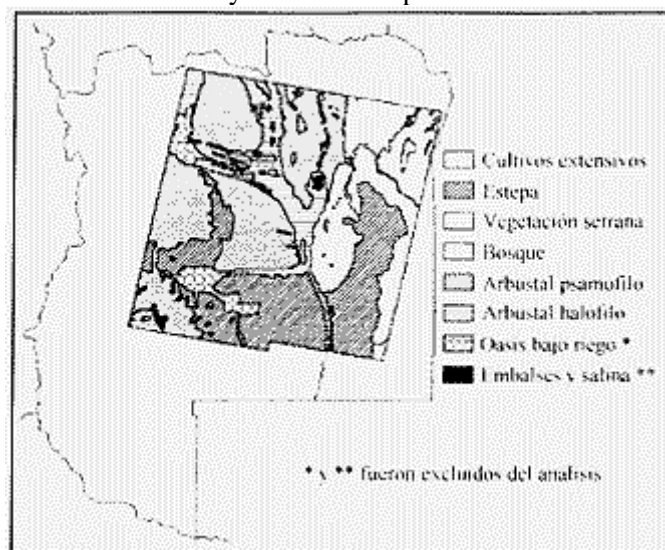 Cultivos extensivos
Estepa
Vegetación serrana
Bosque
Arbustal psamofilo
Arbustal halofilo
Oasis bajo riego *
Embalses y salina **
* y ** fueron excluidos del analisis